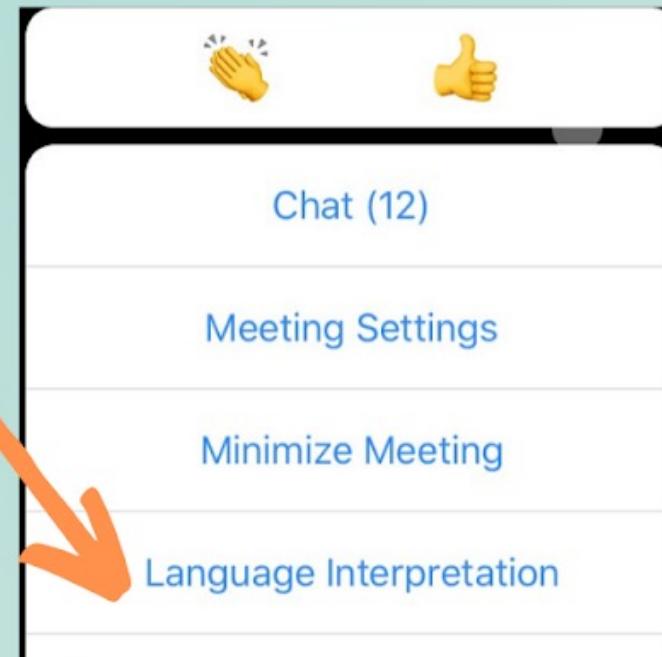 Chat (12)
Meeting Settings
Minimize Meeting
Language Interpretation